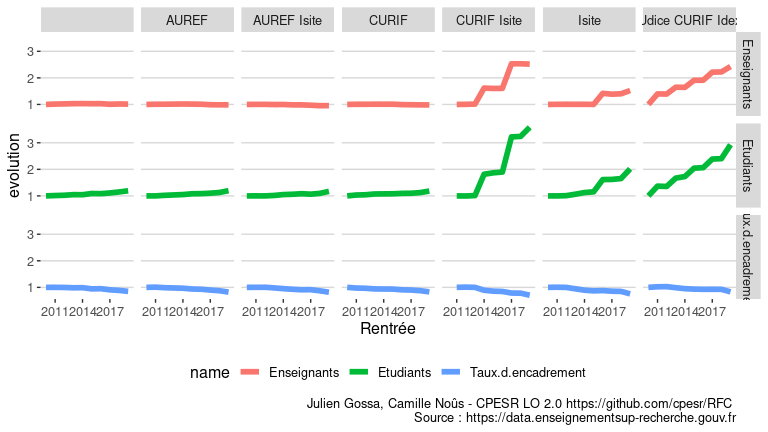 AUREF AUREF Isite CURIF CURIF Isite Isite Udice CURIF Idex
3
2
1
Enseignants
evolution
3
2
1
Etudiants
3
2
1
ux.d.encadreme
2011 2014 2017 2011 2014 2017 2011 2014 2017 2011 2014 2017 2011 2014 2017 2011 2014 2017 2011 2014 2017
Rentrée
name Enseignants Etudiants Taux.d.encadrement
Julien Gossa, Camille Noûs - CPESR LO 2.0 https://github.com/cpesr/RFC
Source : https://data.enseignementsup-recherche.gouv.fr